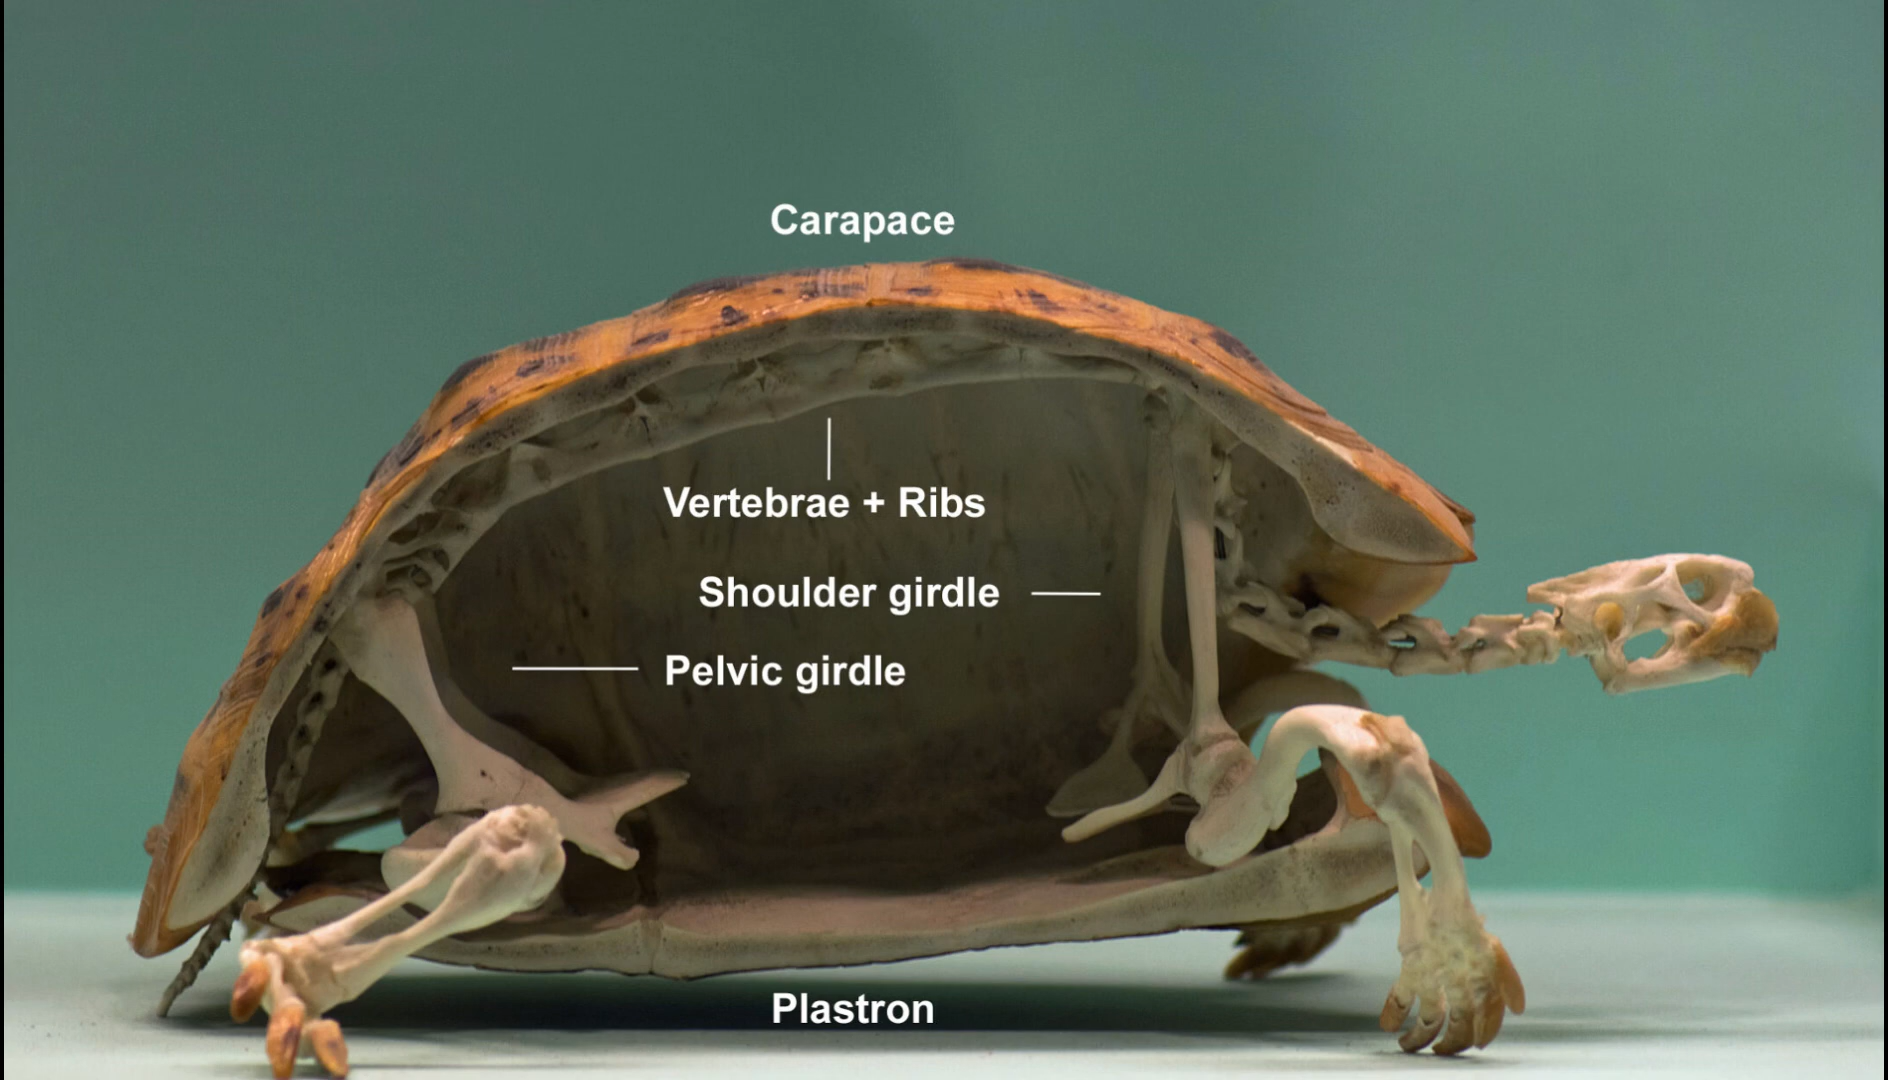 Carapace
Vertebrae + Ribs
Shoulder girdle
Pelvic girdle
Plastron